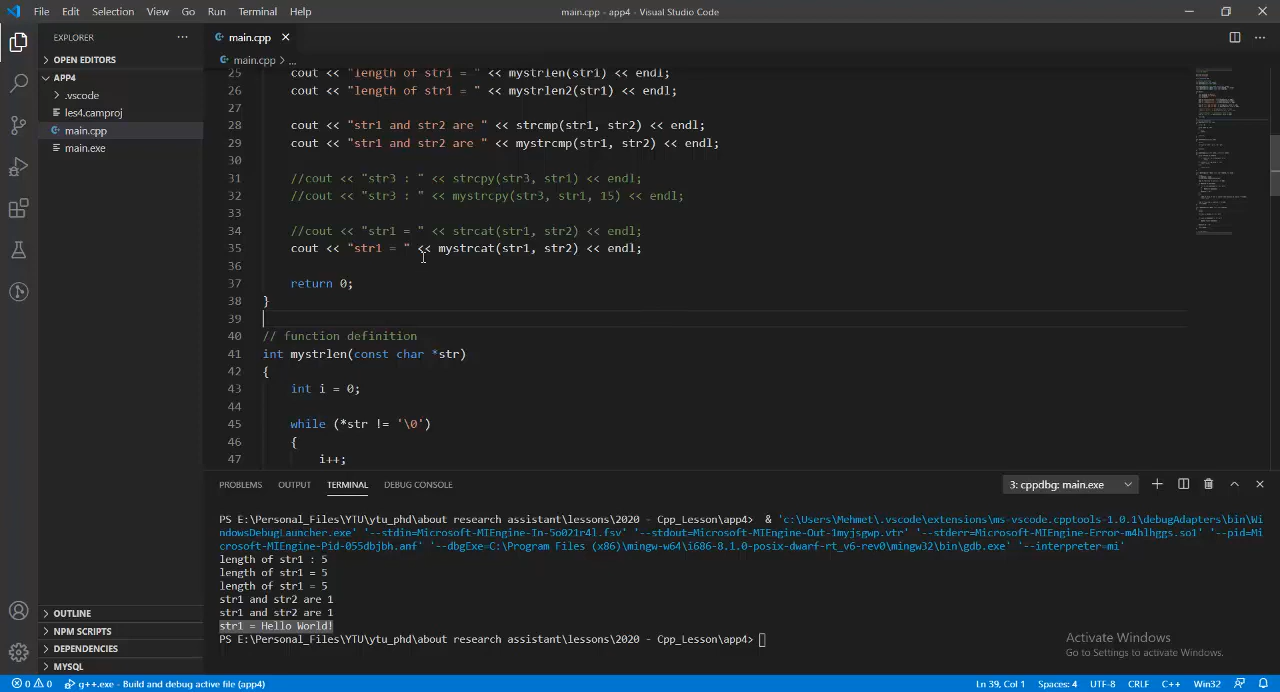 File Edit Selection View Go Run Terminal Help
main.cpp - app4 - Visual Studio Code
EXPLORER
OPEN EDITORS
APP4
.vscode
les4.camproj
main.cpp
main.exe
OUTLINE
NPM SCRIPTS
DEPENDENCIES
MYSQL
main.cpp
main.cpp > ...
25 cout << "length of str1 = " << mystrlen(str1) << endl;
26 cout << "length of str1 = " << mystrlen2(str1) << endl;
27
28 cout << "str1 and str2 are " << strcmp(str1, str2) << endl;
29 cout << "str1 and str2 are " << mystrcmp(str1, str2) << endl;
30
31 //cout << "str3 : " << strcpy(str3, str1) << endl;
32 //cout << "str3 : " << mystrcpy(str3, str1, 15) << endl;
33
34 //cout << "str1 = " << strcat(str1, str2) << endl;
35 cout << "str1 = " << mystrcat(str1, str2) << endl;
36
37 return 0;
38 }
39
40 // function definition
41 int mystrlen(const char *str)
42 {
43 int i = 0;
44
45 while (*str != '\0')
46 {
47 i++;
PROBLEMS OUTPUT TERMINAL DEBUG CONSOLE
3: cppdbg: main.exe
PS E:\Personal_Files\YTU\ytu_phd\about research assistant\lessons\2020 - Cpp_Lesson\app4> & 'c:\Users\Mehmet\.vscode\extensions\ms-vscode.cpptools-1.0.1\debugAdapters\bin\Wi
ndowsDebugLauncher.exe' '--stdin=Microsoft-MIEngine-In-5o021r4l.fsv' '--stdout=Microsoft-MIEngine-Out-1myjsgwp.vtr' '--stderr=Microsoft-MIEngine-Error-m4hlhggs.so1' '--pid=Mi
crosoft-MIEngine-Pid-055dbjbh.anf' '--dbgExe=C:\Program Files (x86)\mingw-w64\i686-8.1.0-posix-dwarf-rt_v6-rev0\mingw32\bin\gdb.exe' '--interpreter=mi'
length of str1 : 5
length of str1 = 5
length of str1 = 5
str1 and str2 are 1
str1 and str2 are 1
str1 = Hello World!
PS E:\Personal_Files\YTU\ytu_phd\about research assistant\lessons\2020 - Cpp_Lesson\app4>
Activate Windows
Go to Settings to activate Windows.
0 0 g++.exe - Build and debug active file (app4)
Ln 39, Col 1 Spaces: 4 UTF-8 CRLF C++ Win32